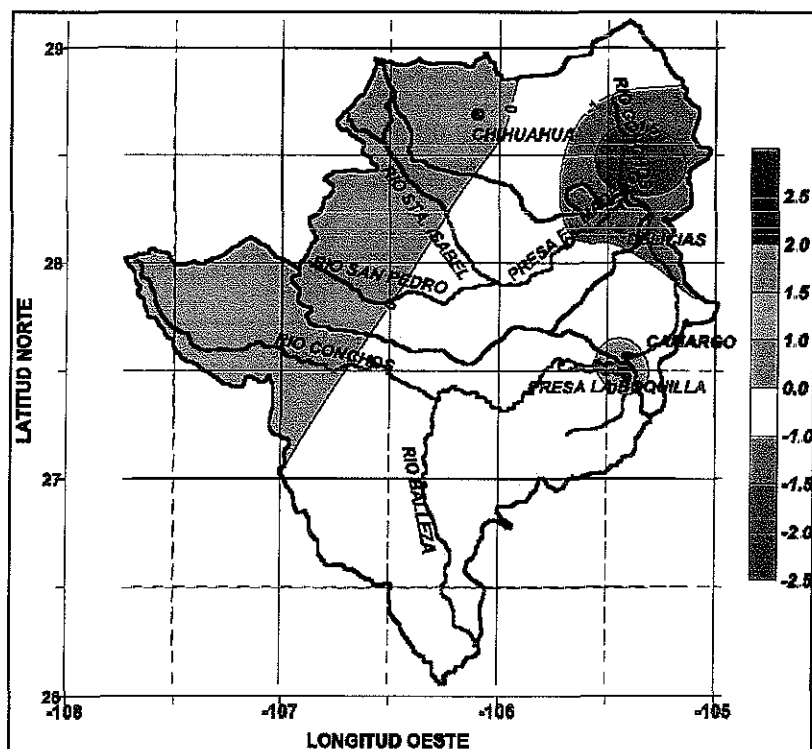 29
28
27
26
LATITUD NORTE
-108
-107
-106
-105
LONGITUD OESTE
CHIHUAHUA
0
RIO STA. ISABEL
RIO SAN PEDRO
PRESA F.
RIO CONCHOS
CAMARGO
PRESA LA BOQUILLA
RIO BALLEZA
2.5
2.0
1.5
1.0
0.0
-1.0
-1.5
-2.0
-2.5